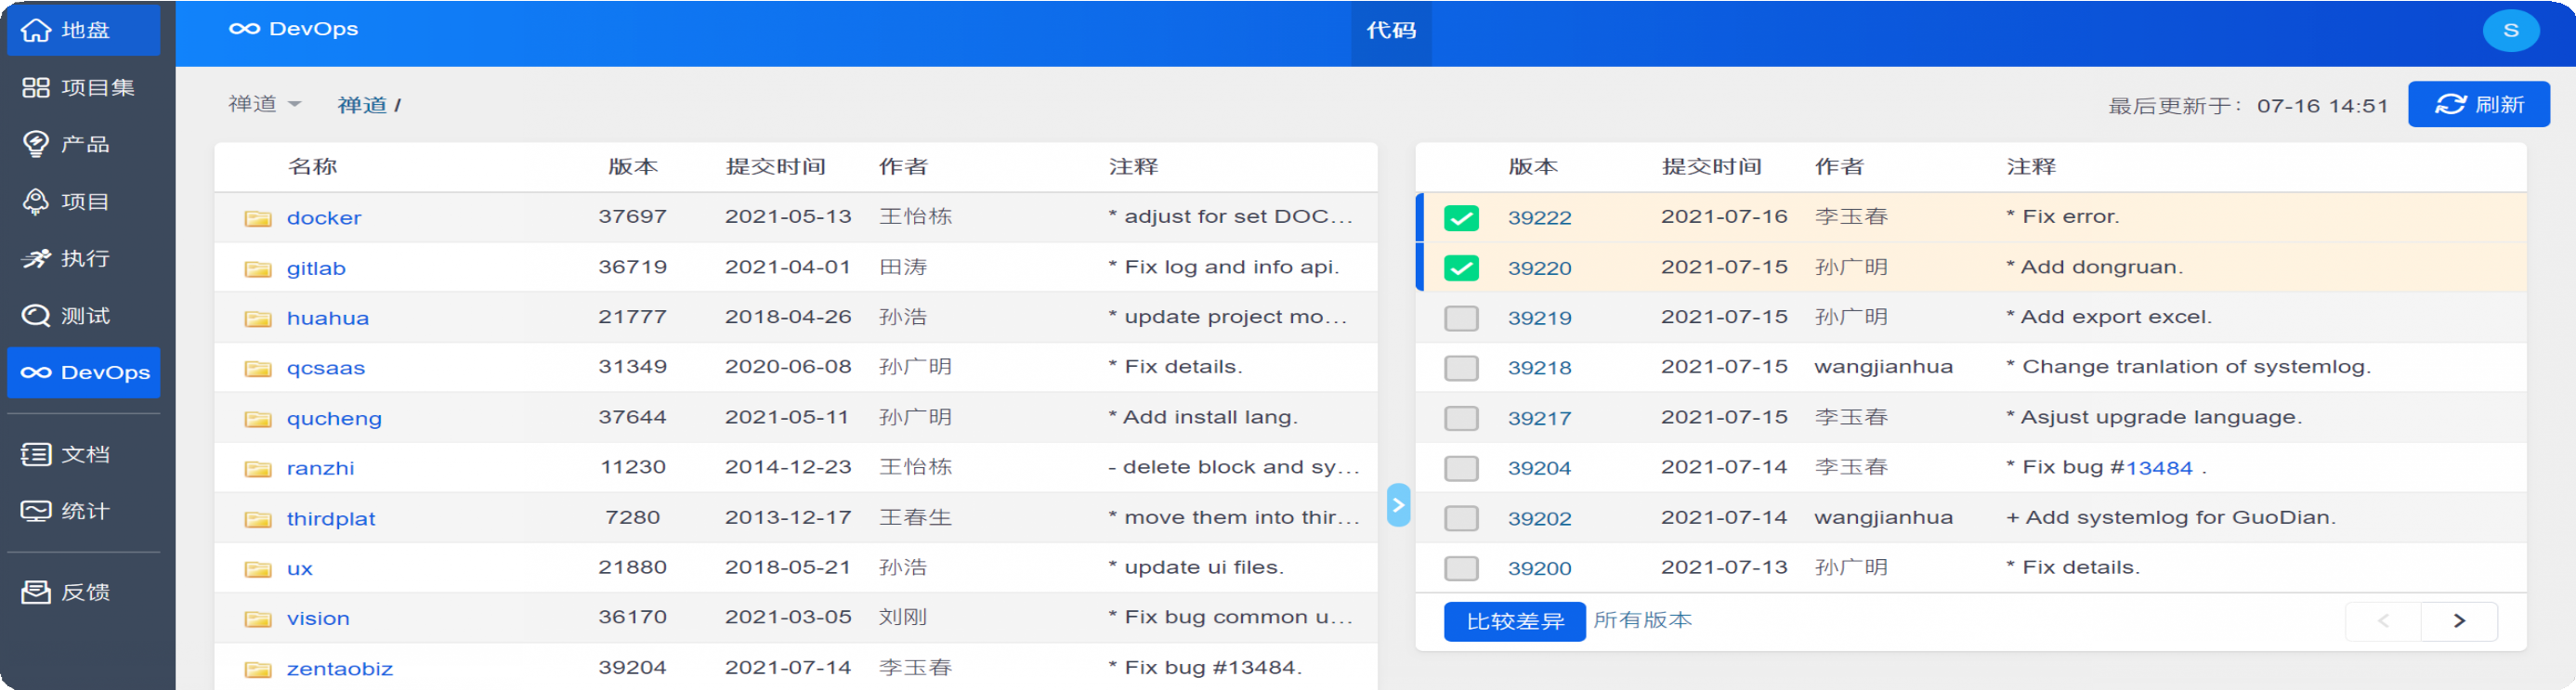 地盘
项目集
产品
项目
执行
测试
DevOps
文档
统计
反馈
DevOps
代码
S
禅道
禅道 /
最后更新于： 07-16 14:51
刷新
名称 版本 提交时间 作者 注释
docker 37697 2021-05-13 王怡栋 * adjust for set DOC...
gitlab 36719 2021-04-01 田涛 * Fix log and info api.
huahua 21777 2018-04-26 孙浩 * update project mo...
qcsaas 31349 2020-06-08 孙广明 * Fix details.
qucheng 37644 2021-05-11 孙广明 * Add install lang.
ranzhi 11230 2014-12-23 王怡栋 - delete block and sy...
thirdplat 7280 2013-12-17 王春生 * move them into thir...
ux 21880 2018-05-21 孙浩 * update ui files.
vision 36170 2021-03-05 刘刚 * Fix bug common u...
zentaobiz 39204 2021-07-14 李玉春 * Fix bug #13484.
版本 提交时间 作者 注释
39222 2021-07-16 李玉春 * Fix error.
39220 2021-07-15 孙广明 * Add dongruan.
39219 2021-07-15 孙广明 * Add export excel.
39218 2021-07-15 wangjianhua * Change tranlation of systemlog.
39217 2021-07-15 李玉春 * Asjust upgrade language.
39204 2021-07-14 李玉春 * Fix bug #13484 .
39202 2021-07-14 wangjianhua + Add systemlog for GuoDian.
39200 2021-07-13 孙广明 * Fix details.
比较差异 所有版本